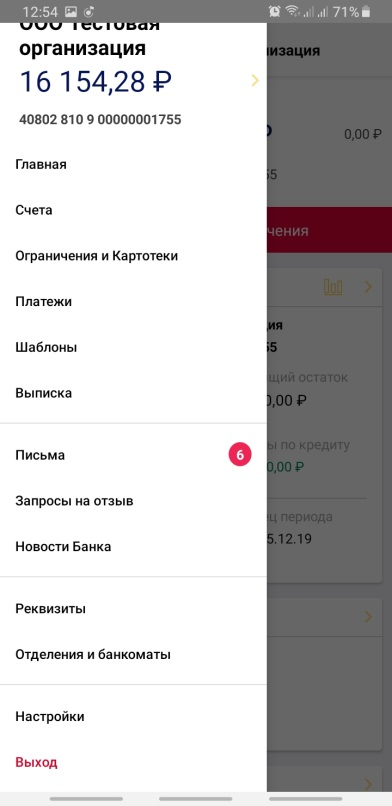 12:54
71%
ООО Тестовая
организация
16 154,28 ₽
40802 810 9 00000001755
Главная
Счета
Ограничения и Картотеки
Платежи
Шаблоны
Выписка
Письма 6
Запросы на отзыв
Новости Банка
Реквизиты
Отделения и банкоматы
Настройки
Выход
низация
0,00 ₽
55
чения
ия
55
щий остаток
0,00 ₽
ы по кредиту
0,00 ₽
ец периода
5.12.19